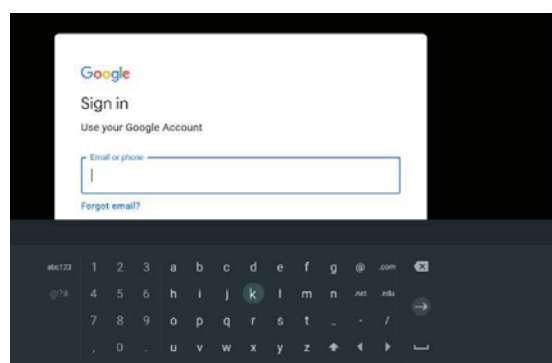 Google
Sign in
Use your Google Account
Email or phone
Forgot email?
abc123 1 2 3 a b c d e f g @ .com
4 5 6 h i j k l m n .net .edu
7 8 9 o p q r s t _ - /
, 0 . u v w x y z